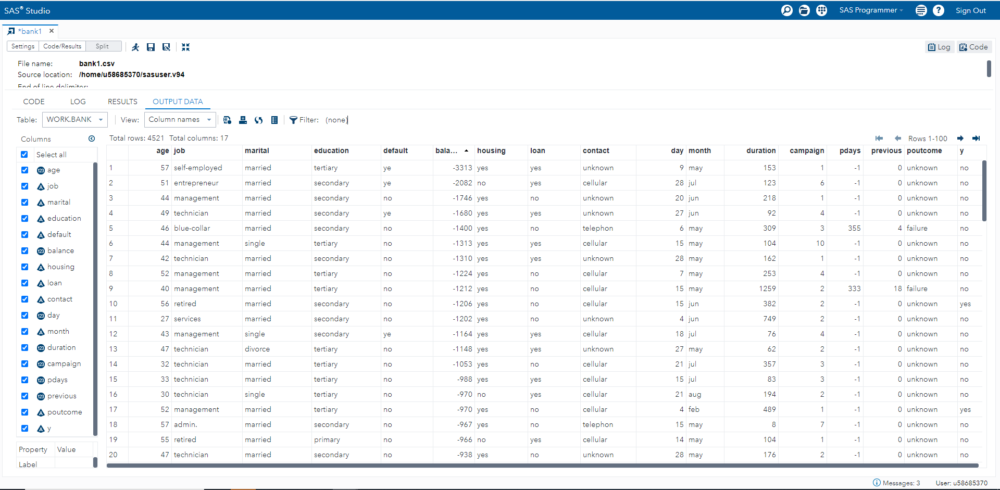 SAS® Studio SAS Programmer Sign Out
*bank1
Settings Code/Results Split Log Code
File name: bank1.csv
Source location: /home/u58685370/sasuser.v94
End of line delimiter:
CODE LOG RESULTS OUTPUT DATA
Table: WORK.BANK View: Column names Filter: (none)
Columns
Select all
age
job
marital
education
default
balance
housing
loan
contact
day
month
duration
campaign
pdays
previous
poutcome
y
Property Value
Label
Total rows: 4521 Total columns: 17 Rows 1-100
age job marital education default bala... housing loan contact day month duration campaign pdays previous poutcome y
1 57 self-employed married tertiary ye -3313 yes yes unknown 9 may 153 1 -1 0 unknown no
2 51 entrepreneur married secondary ye -2082 no yes cellular 28 jul 123 6 -1 0 unknown no
3 44 management married secondary no -1746 yes no unknown 20 jun 218 1 -1 0 unknown no
4 49 technician married secondary ye -1680 yes yes unknown 27 jun 92 4 -1 0 unknown no
5 46 blue-collar married secondary no -1400 yes no telephon 6 may 309 3 355 4 failure no
6 44 management single tertiary no -1313 yes yes cellular 15 may 104 10 -1 0 unknown no
7 42 technician married secondary no -1310 yes yes unknown 28 may 162 1 -1 0 unknown no
8 52 management married tertiary no -1224 yes no cellular 7 may 253 4 -1 0 unknown no
9 40 management married tertiary no -1212 yes no cellular 15 may 1259 2 333 18 failure no
10 56 retired married secondary no -1206 yes no cellular 15 jun 382 2 -1 0 unknown yes
11 27 services married secondary no -1202 yes no unknown 4 jun 749 2 -1 0 unknown no
12 43 management single secondary ye -1164 yes yes cellular 18 jul 76 4 -1 0 unknown no
13 47 technician divorce tertiary no -1148 yes yes unknown 27 may 62 2 -1 0 unknown no
14 32 technician married tertiary no -1053 yes no cellular 21 jul 357 3 -1 0 unknown no
15 33 technician married tertiary no -988 yes yes cellular 15 jul 83 3 -1 0 unknown no
16 30 technician single tertiary no -970 no yes cellular 21 aug 194 2 -1 0 unknown no
17 52 management married tertiary no -970 yes no cellular 4 feb 489 1 -1 0 unknown yes
18 57 admin. married secondary no -967 yes no telephon 15 may 8 7 -1 0 unknown no
19 55 retired married primary no -966 no yes cellular 14 may 104 1 -1 0 unknown no
20 47 technician married secondary no -938 yes no unknown 28 may 176 2 -1 0 unknown no
Messages: 3 User: u58685370